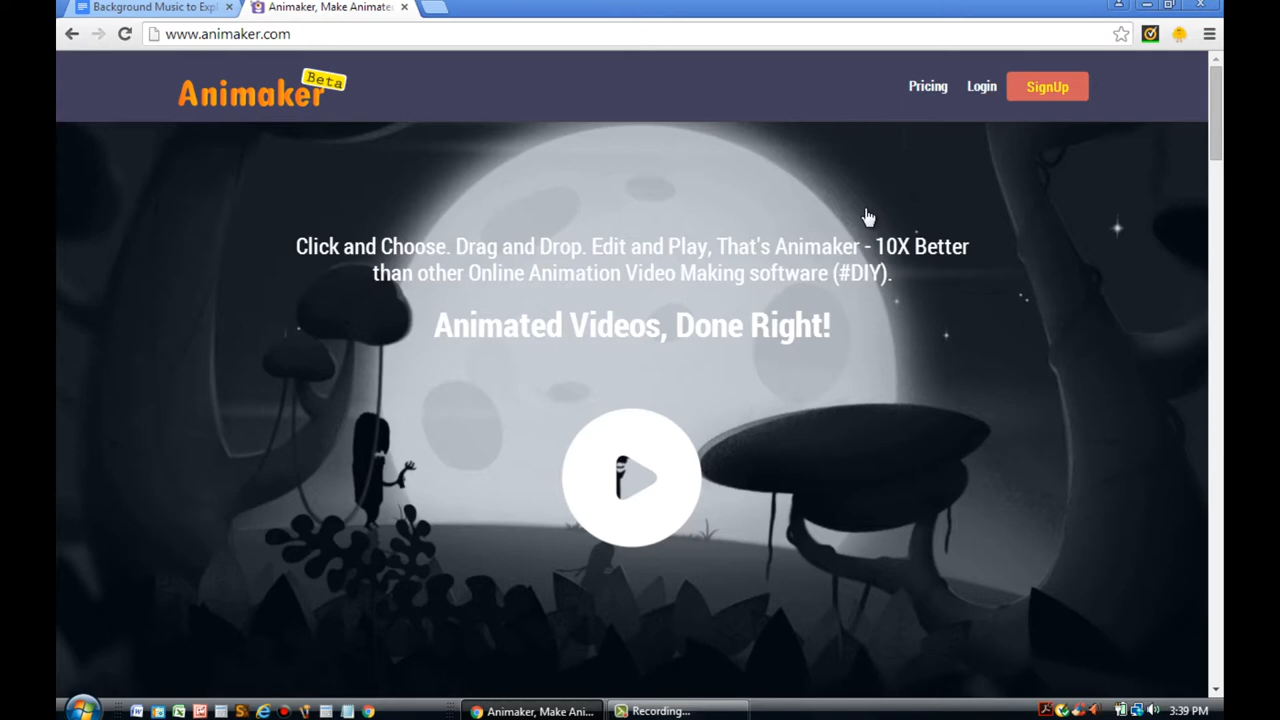 Background Music to Expl
Animaker, Make Animate
www.animaker.com
Animaker
Beta
Pricing
Login
SignUp
Click and Choose. Drag and Drop. Edit and Play, That's Animaker - 10X Better
than other Online Animation Video Making software (#DIY).
Animated Videos, Done Right!
Animaker, Make Ani...
Recording...
3:39 PM